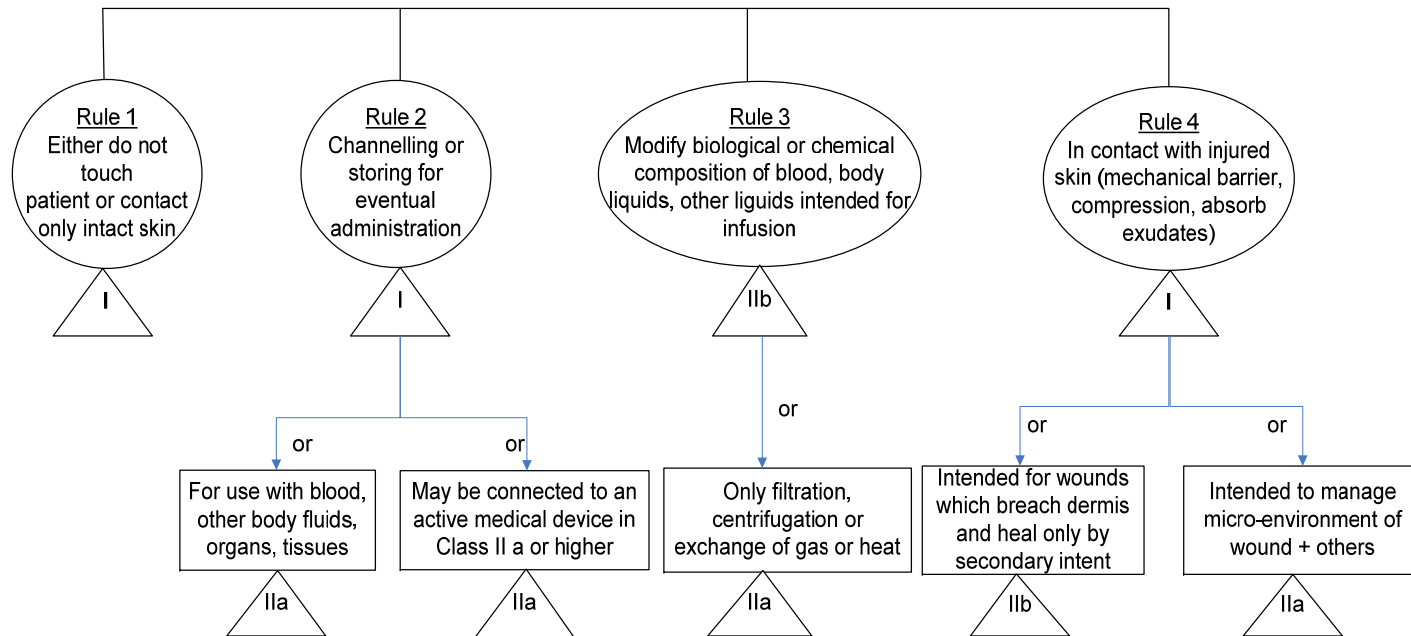 Rule 1
Either do not
touch
patient or contact
only intact skin
I
Rule 2
Channelling or
storing for
eventual
administration
I
Rule 3
Modify biological or chemical
composition of blood, body
liquids, other liguids intended for
infusion
IIb
Rule 4
In contact with injured
skin (mechanical barrier,
compression, absorb
exudates)
I
or
For use with blood,
other body fluids,
organs, tissues
IIa
or
May be connected to an
active medical device in
Class II a or higher
IIa
or
Only filtration,
centrifugation or
exchange of gas or heat
IIa
or
Intended for wounds
which breach dermis
and heal only by
secondary intent
IIb
or
Intended to manage
micro-environment of
wound + others
IIa